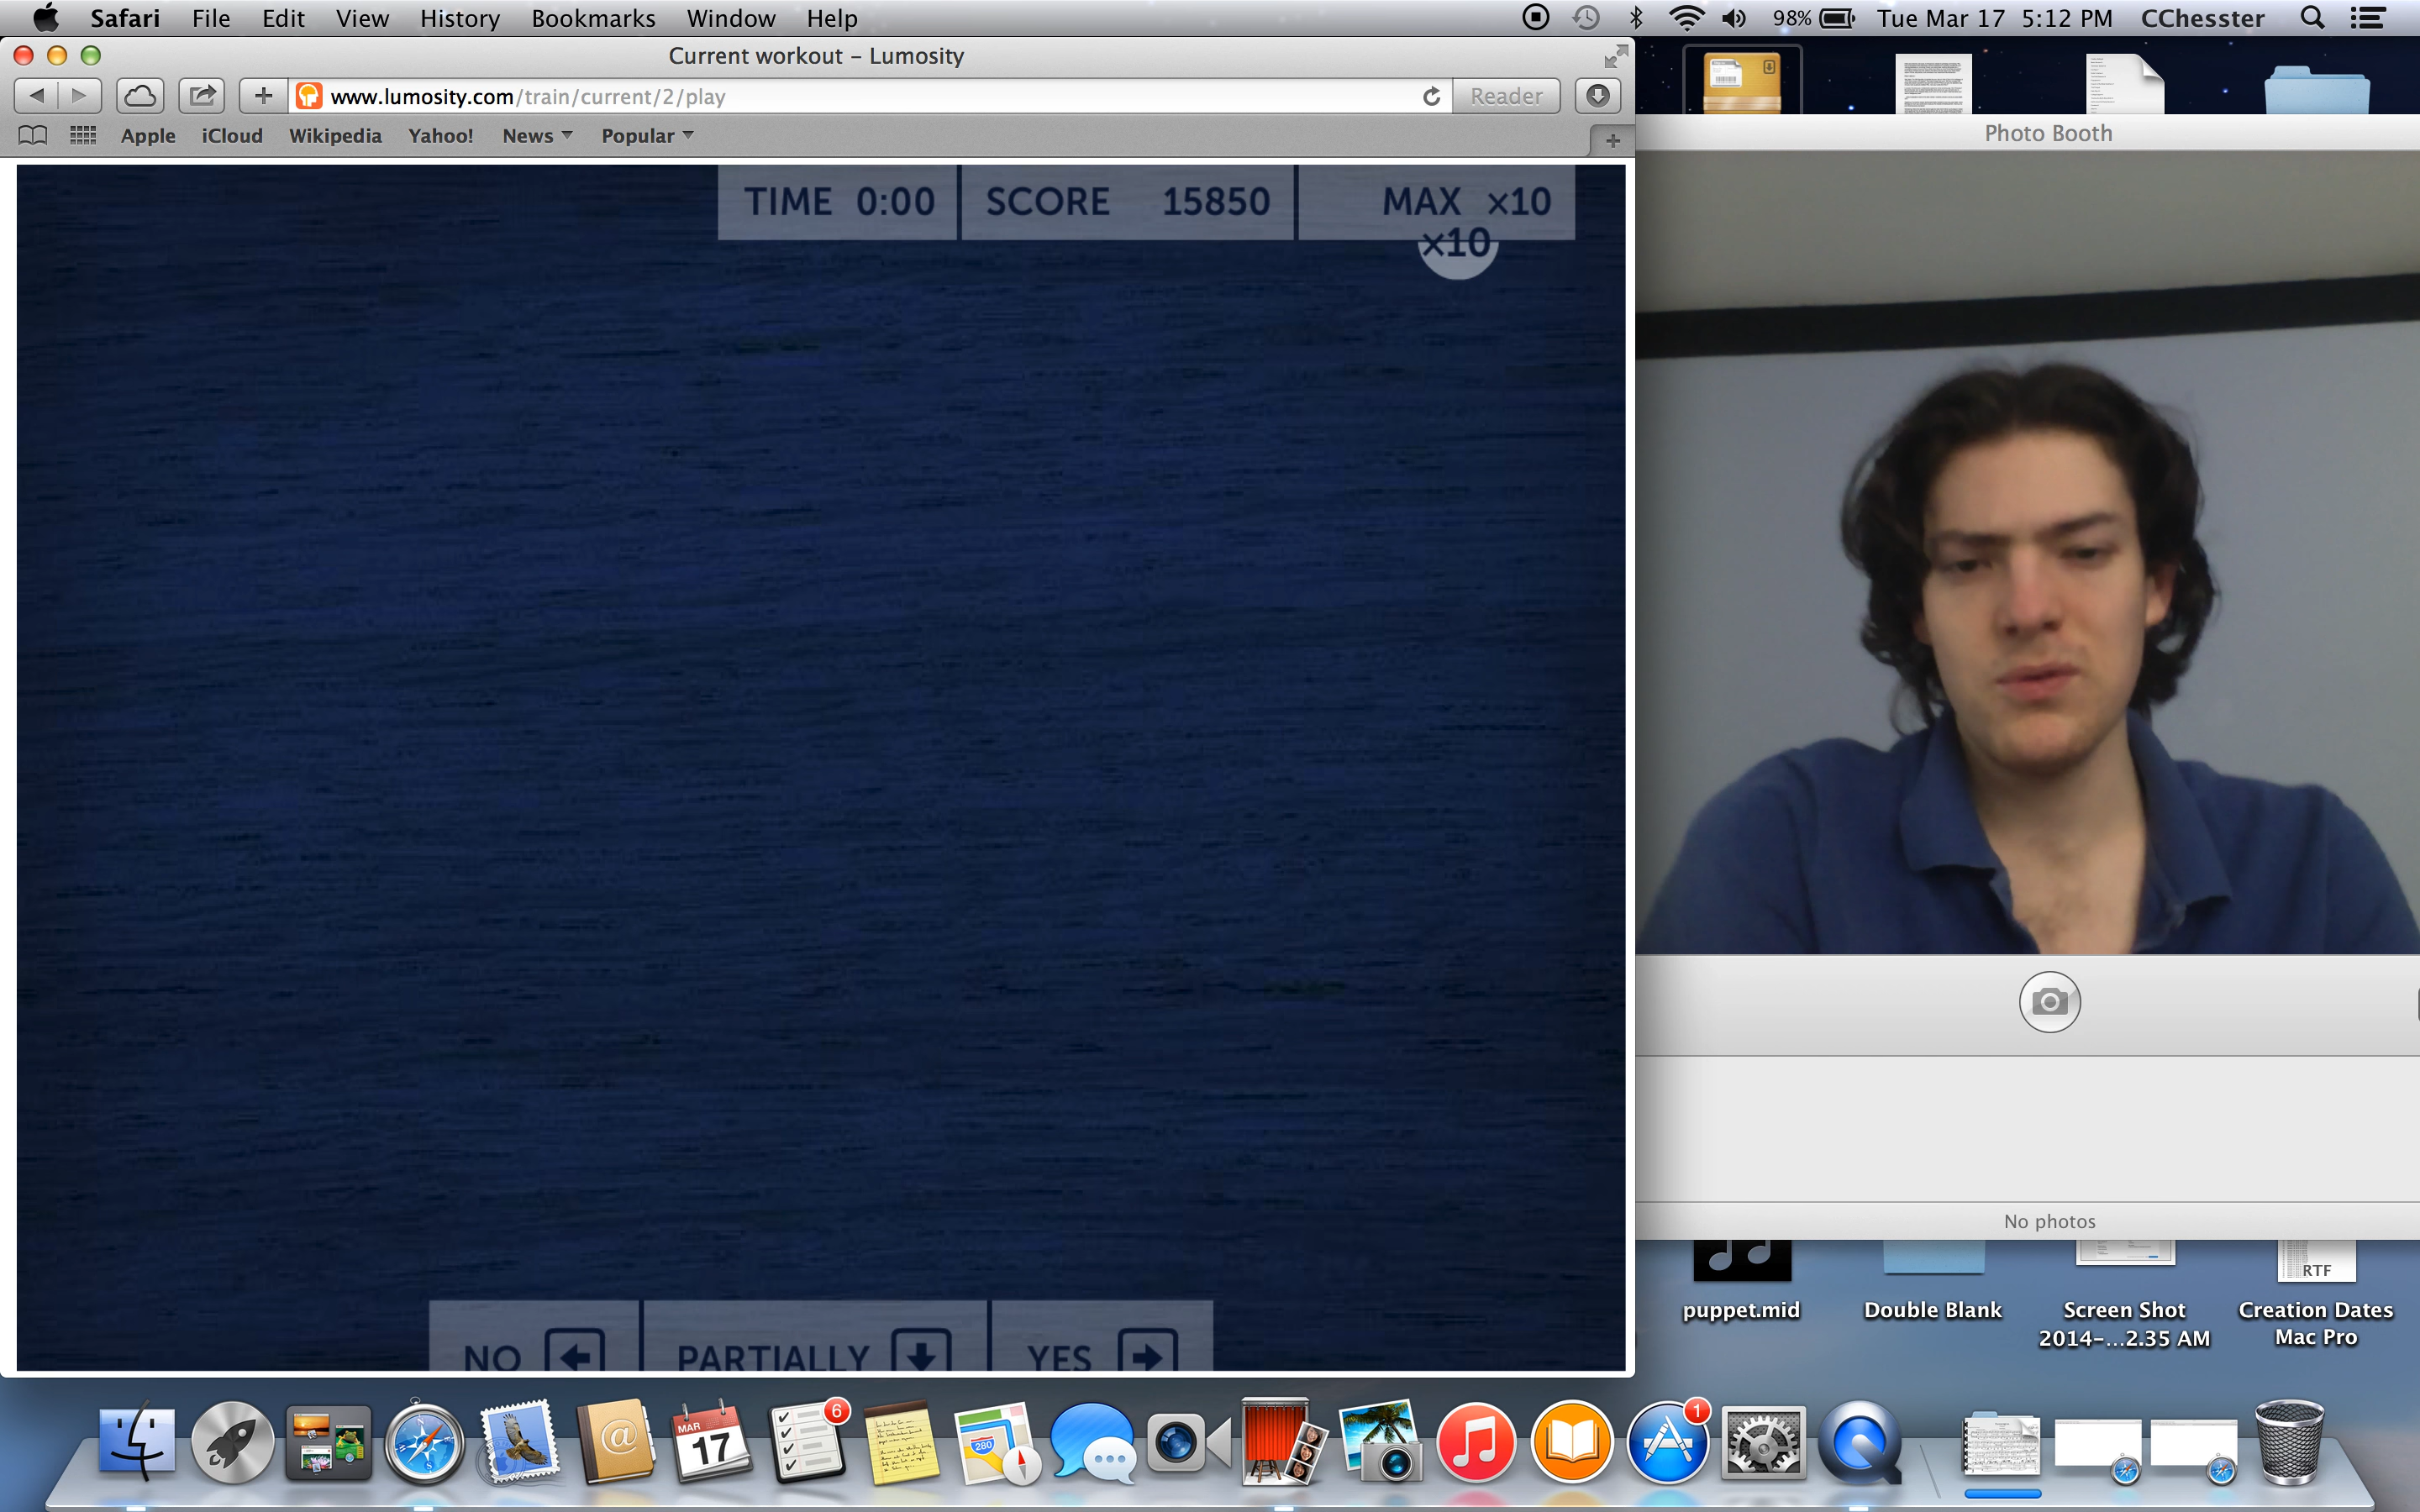 Safari File Edit View History Bookmarks Window Help 98% Tue Mar 17 5:12 PM CChesster
Current workout – Lumosity
www.lumosity.com/train/current/2/play Reader
Apple iCloud Wikipedia Yahoo! News Popular
Photo Booth
TIME 0:00 SCORE 15850 MAX ×10
×10
No photos
RTF
puppet.mid Double Blank Screen Shot 2014-...2.35 AM Creation Dates Mac Pro
NO PARTIALLY YES
MAR
17
6
@
280
1